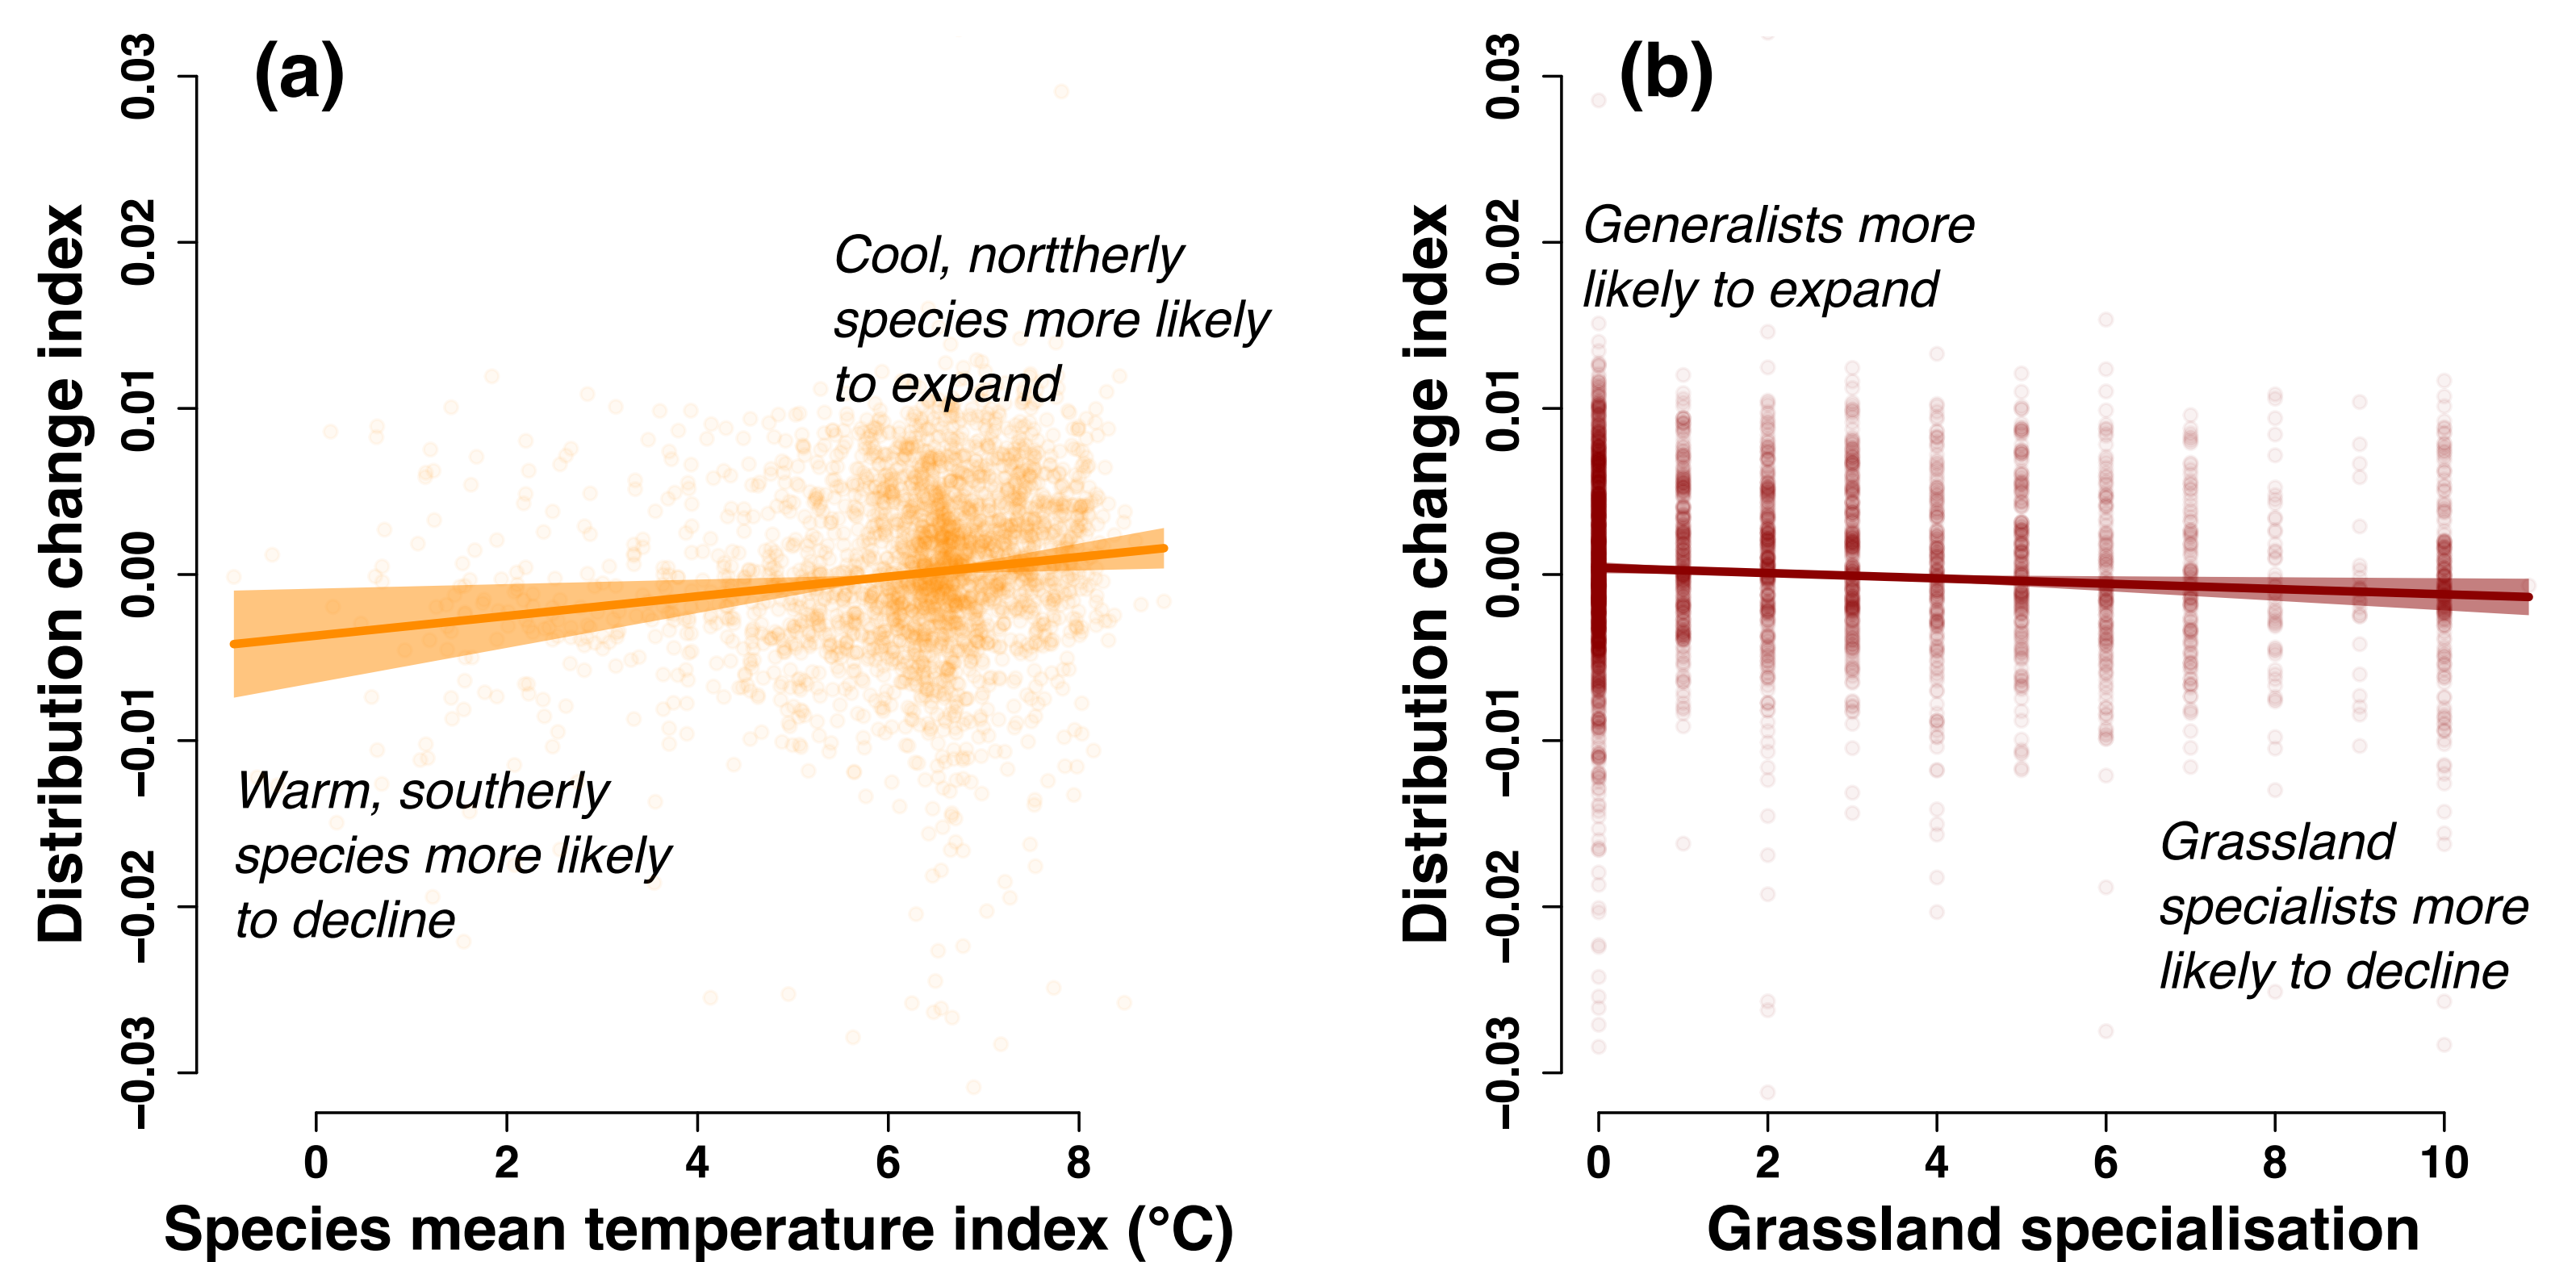 (a)
Distribution change index
0.03
0.02
0.01
0.00
−0.01
−0.02
−0.03
Cool, norttherly
species more likely
to expand
Warm, southerly
species more likely
to decline
0 2 4 6 8
Species mean temperature index (°C)
(b)
Distribution change index
0.03
0.02
0.01
0.00
−0.01
−0.02
−0.03
Generalists more
likely to expand
Grassland
specialists more
likely to decline
0 2 4 6 8 10
Grassland specialisation